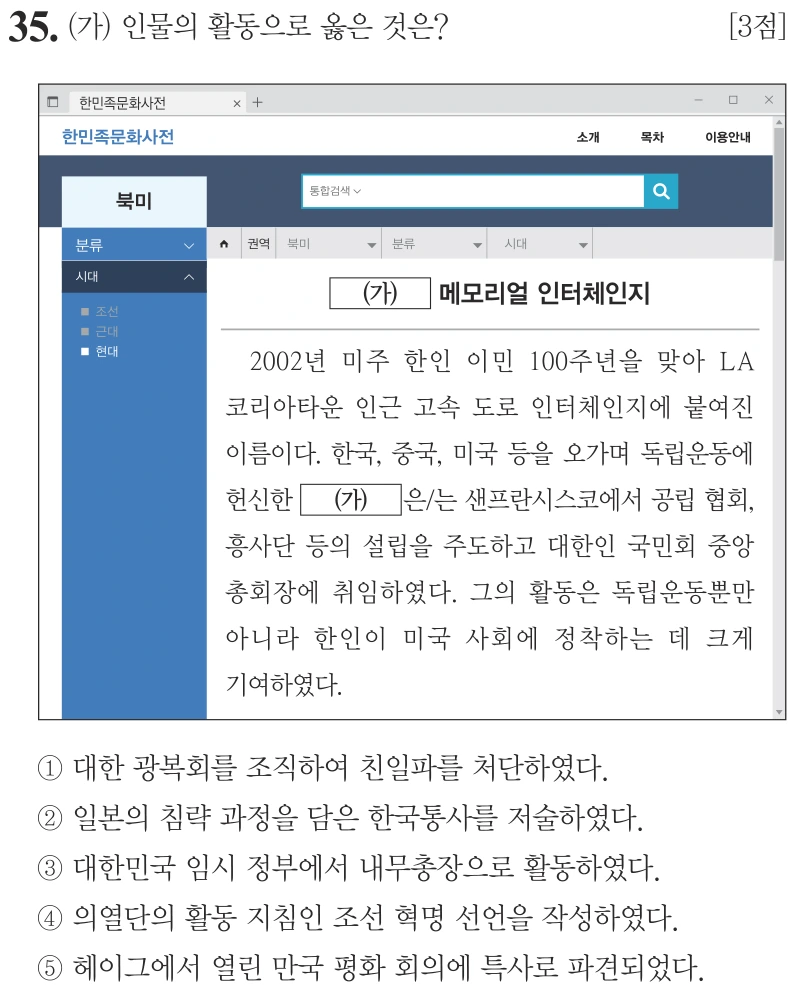 35. (가) 인물의 활동으로 옳은 것은? [3점]
한민족문화사전 × +
한민족문화사전 소개 목차 이용안내
통합검색
북미
분류
권역 북미 분류 시대
시대
조선
근대
현대
(가) 메모리얼 인터체인지
2002년 미주 한인 이민 100주년을 맞아 LA
코리아타운 인근 고속 도로 인터체인지에 붙여진
이름이다. 한국, 중국, 미국 등을 오가며 독립운동에
헌신한 (가) 은/는 샌프란시스코에서 공립 협회,
흥사단 등의 설립을 주도하고 대한인 국민회 중앙
총회장에 취임하였다. 그의 활동은 독립운동뿐만
아니라 한인이 미국 사회에 정착하는 데 크게
기여하였다.
① 대한 광복회를 조직하여 친일파를 처단하였다.
② 일본의 침략 과정을 담은 한국통사를 저술하였다.
③ 대한민국 임시 정부에서 내무총장으로 활동하였다.
④ 의열단의 활동 지침인 조선 혁명 선언을 작성하였다.
⑤ 헤이그에서 열린 만국 평화 회의에 특사로 파견되었다.